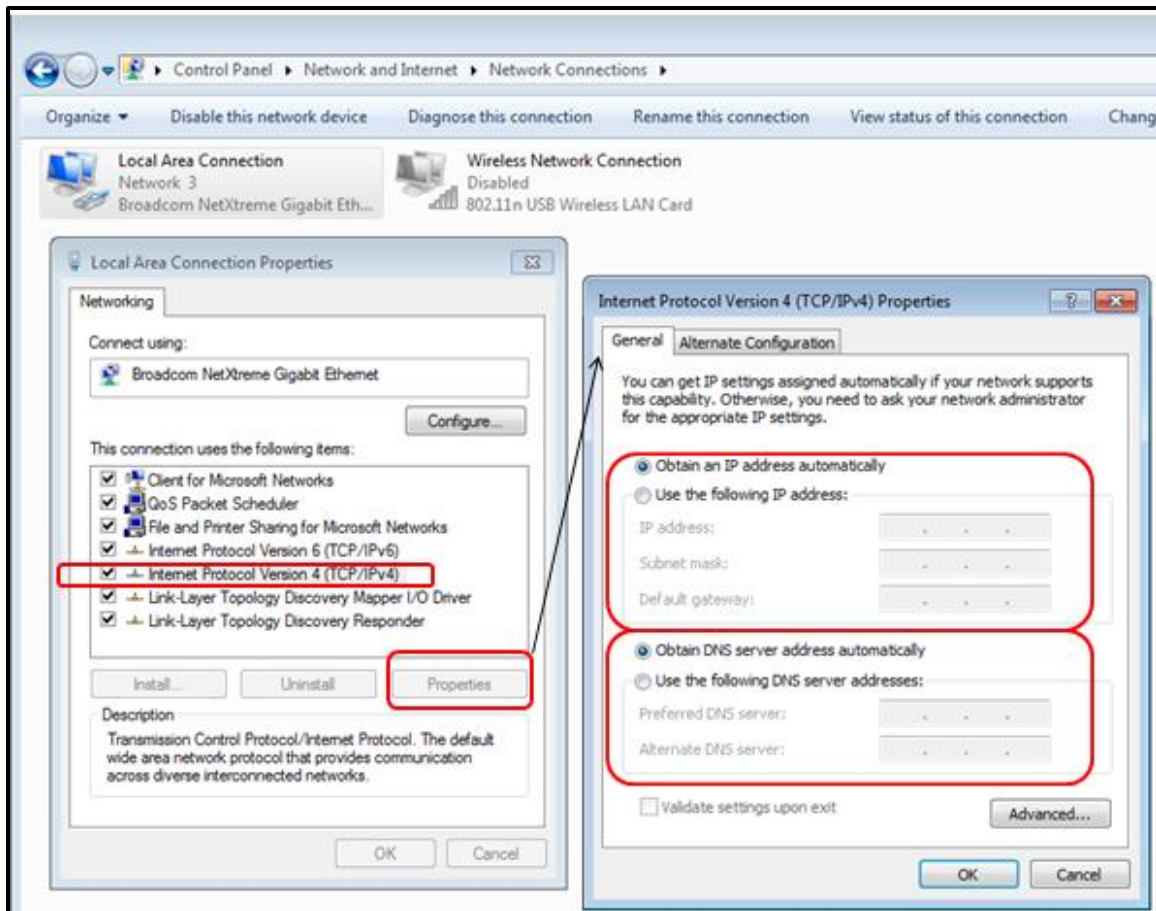 Control Panel Network and Internet Network Connections
Organize Disable this network device Diagnose this connection Rename this connection View status of this connection Chang
Local Area Connection
Network 3
Broadcom NetXtreme Gigabit Eth...
Wireless Network Connection
Disabled
802.11n USB Wireless LAN Card
Local Area Connection Properties
Networking
Connect using:
Broadcom NetXtreme Gigabit Ethernet
Configure...
This connection uses the following items:
Client for Microsoft Networks
QoS Packet Scheduler
File and Printer Sharing for Microsoft Networks
Internet Protocol Version 6 (TCP/IPv6)
Internet Protocol Version 4 (TCP/IPv4)
Link-Layer Topology Discovery Mapper I/O Driver
Link-Layer Topology Discovery Responder
Install... Uninstall Properties
Description
Transmission Control Protocol/Internet Protocol. The default
wide area network protocol that provides communication
across diverse interconnected networks.
OK Cancel
Internet Protocol Version 4 (TCP/IPv4) Properties
General Alternate Configuration
You can get IP settings assigned automatically if your network supports
this capability. Otherwise, you need to ask your network administrator
for the appropriate IP settings.
Obtain an IP address automatically
Use the following IP address:
IP address:
Subnet mask:
Default gateway:
Obtain DNS server address automatically
Use the following DNS server addresses:
Preferred DNS server:
Alternate DNS server:
Validate settings upon exit
Advanced...
OK Cancel